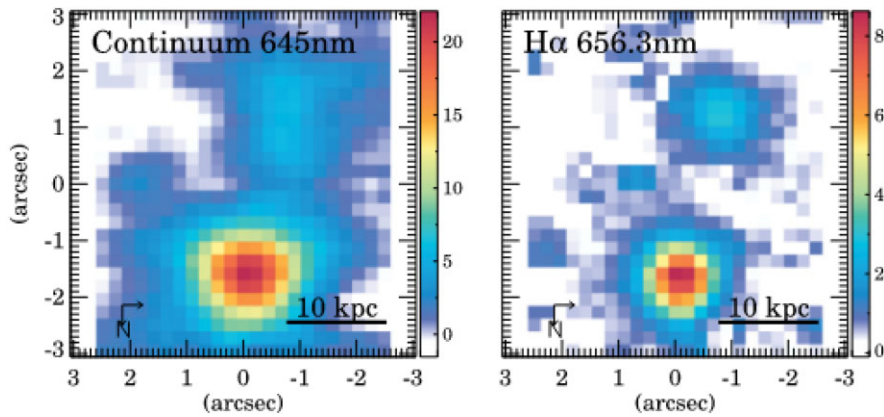 Continuum 645nm
3
2
1
0
-1
-2
-3
(arcsec)
N
10 kpc
3 2 1 0 -1 -2 -3
(arcsec)
20
15
10
5
0
Hα 656.3nm
N
10 kpc
3 2 1 0 -1 -2 -3
(arcsec)
8
6
4
2
0